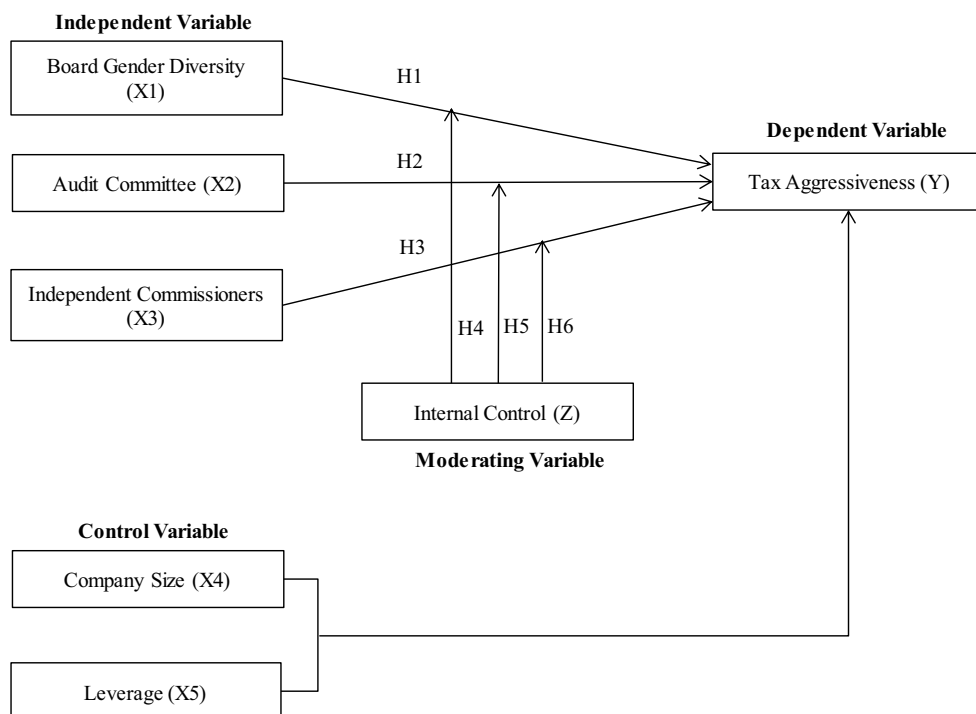 Independent Variable
Board Gender Diversity
(X1)
H1
Dependent Variable
Audit Committee (X2)
H2
Tax Aggressiveness (Y)
H3
Independent Commissioners
(X3)
H4
H5
H6
Internal Control (Z)
Moderating Variable
Control Variable
Company Size (X4)
Leverage (X5)